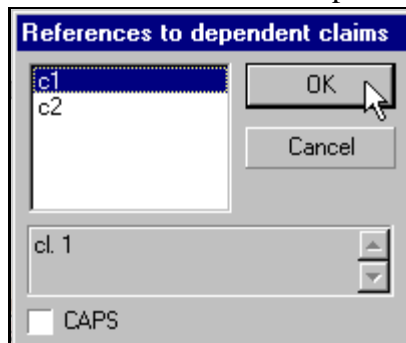 References to dependent claims
c1
c2
OK
Cancel
cl. 1
CAPS